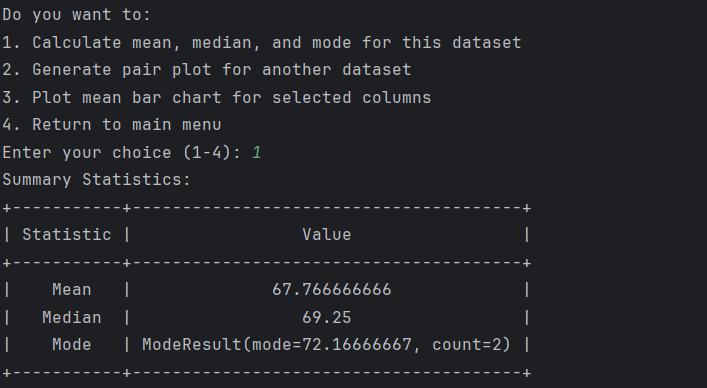 Do you want to:
1. Calculate mean, median, and mode for this dataset
2. Generate pair plot for another dataset
3. Plot mean bar chart for selected columns
4. Return to main menu
Enter your choice (1-4): 1
Summary Statistics:
+-----------+---------------------------------------+
| Statistic |                 Value                 |
+-----------+---------------------------------------+
|    Mean   |              67.766666666             |
|   Median  |                 69.25                 |
|    Mode   | ModeResult(mode=72.16666667, count=2) |
+-----------+---------------------------------------+